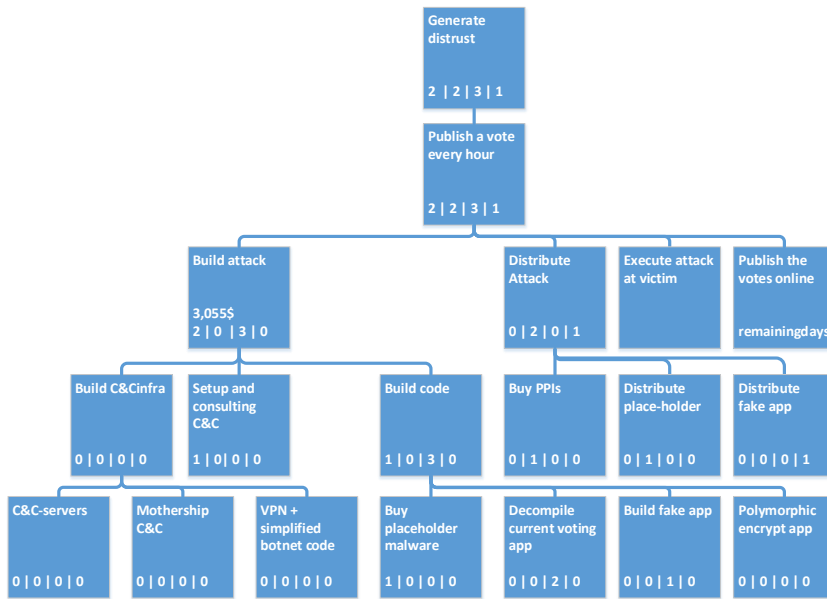 Generate
distrust
2 | 2 | 3 | 1
Publish a vote
every hour
2 | 2 | 3 | 1
Build attack
3,055$
2 | 0 | 3 | 0
Distribute
Attack
0 | 2 | 0 | 1
Execute attack
at victim
Publish the
votes online
remainingdays
Build C&Cinfra
0 | 0 | 0 | 0
Setup and
consulting
C&C
1 | 0 | 0 | 0
Build code
1 | 0 | 3 | 0
Buy PPIs
0 | 1 | 0 | 0
Distribute
place-holder
0 | 1 | 0 | 0
Distribute
fake app
0 | 0 | 0 | 1
C&C-servers
0 | 0 | 0 | 0
Mothership
C&C
0 | 0 | 0 | 0
VPN +
simplified
botnet code
0 | 0 | 0 | 0
Buy
placeholder
malware
1 | 0 | 0 | 0
Decompile
current voting
app
0 | 0 | 2 | 0
Build fake app
0 | 0 | 1 | 0
Polymorphic
encrypt app
0 | 0 | 0 | 0